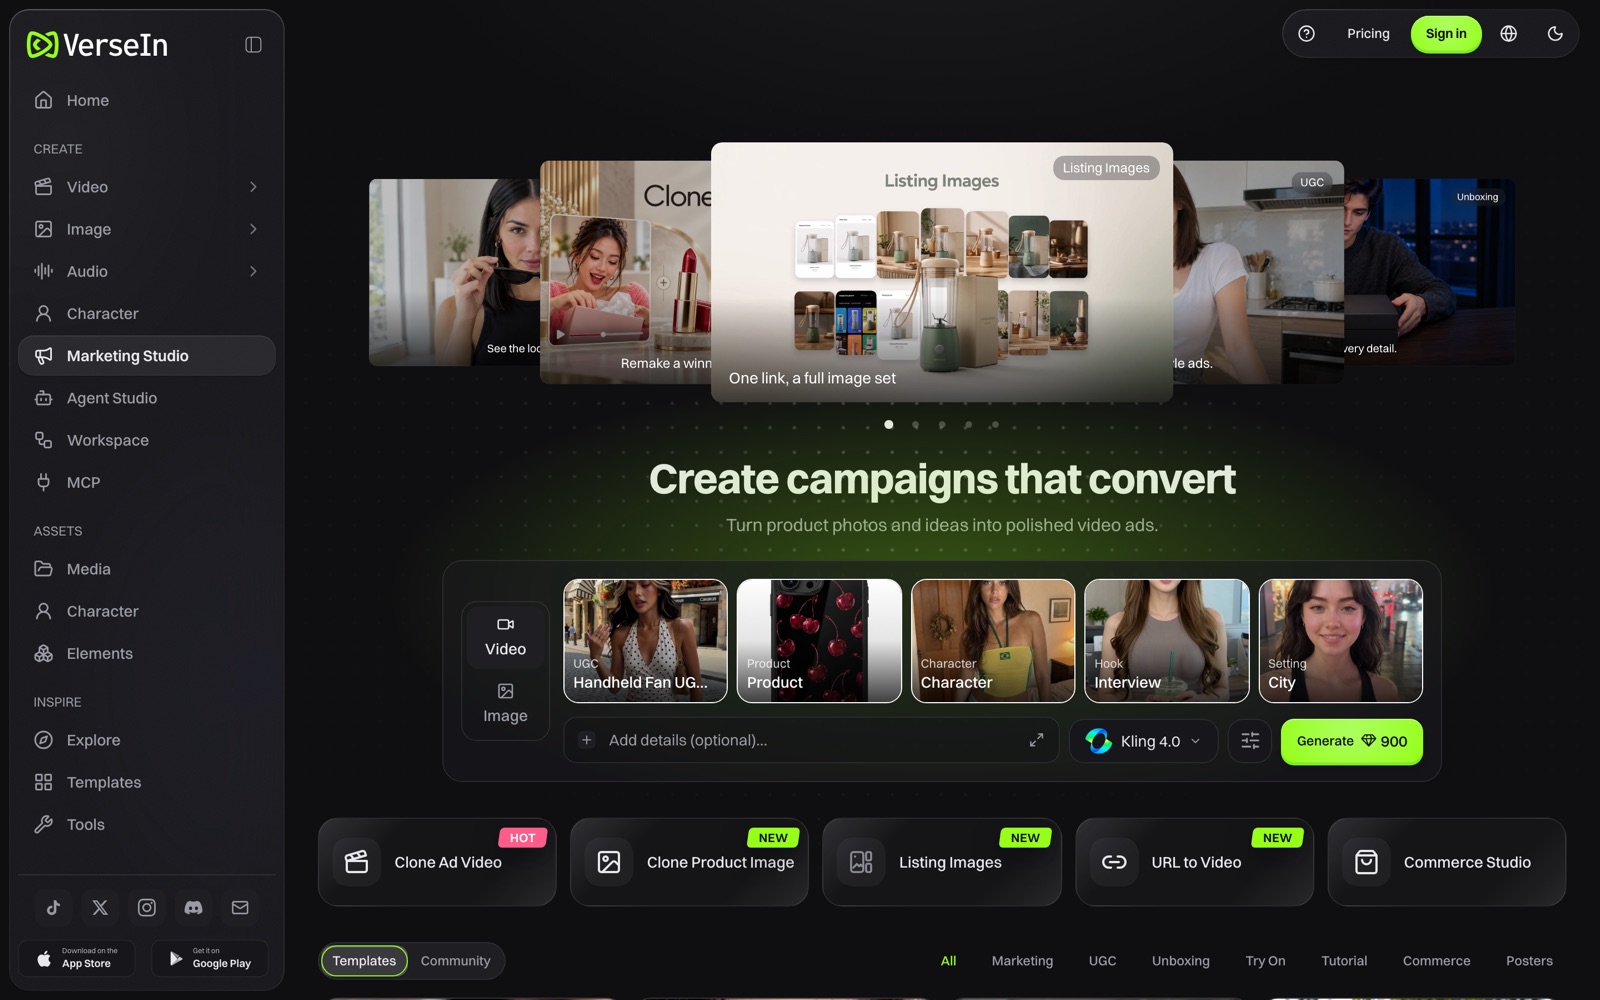 VerseIn
Home
CREATE
Video
Image
Audio
Character
Marketing Studio
Agent Studio
Workspace
MCP
ASSETS
Media
Character
Elements
INSPIRE
Explore
Templates
Tools
Download on the
App Store
Get it on
Google Play
Pricing
Sign in
See the
Clone
Remake a
Listing Images
Listing Images
One link, a full image set
UGC
ads.
Unboxing
detail.
Create campaigns that convert
Turn product photos and ideas into polished video ads.
Video
Image
UGC
Handheld Fan UG...
Product
Product
Character
Character
Hook
Interview
Setting
City
Add details (optional)...
Kling 4.0
Generate 900
HOT
Clone Ad Video
NEW
Clone Product Image
NEW
Listing Images
NEW
URL to Video
Commerce Studio
Templates
Community
All
Marketing
UGC
Unboxing
Try On
Tutorial
Commerce
Posters